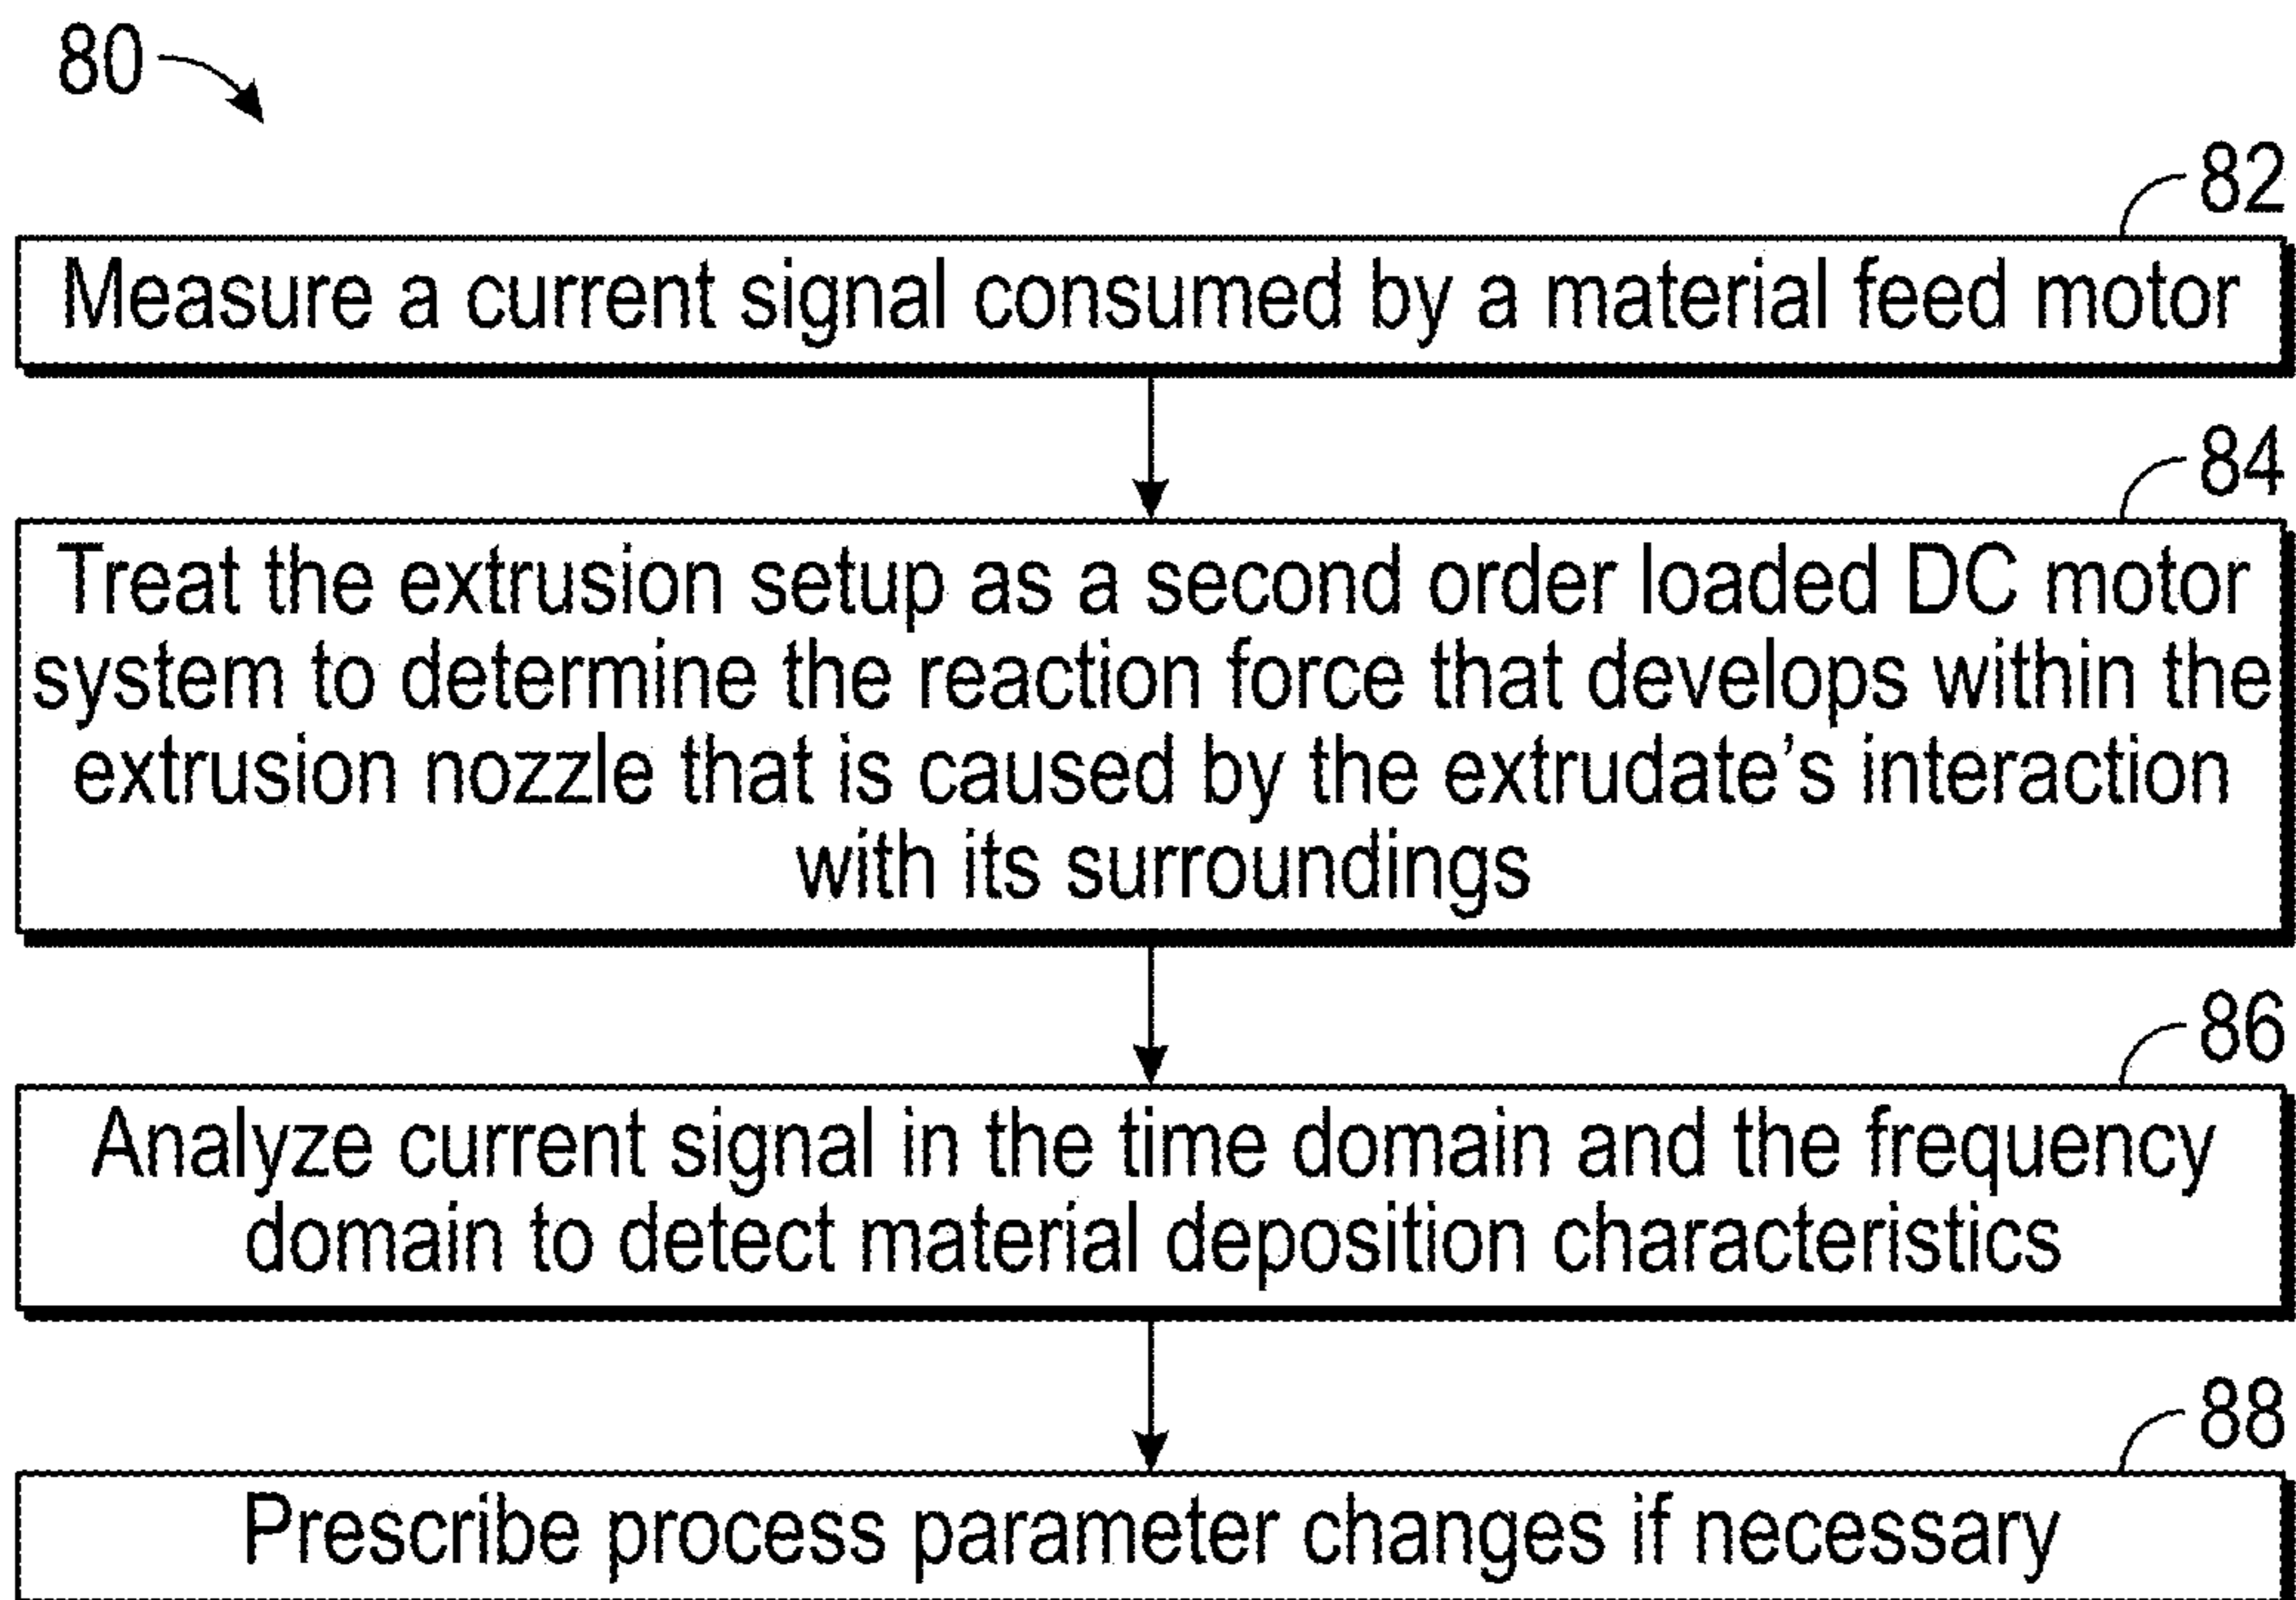 80
82
Measure a current signal consumed by a material feed motor
84
Treat the extrusion setup as a second order loaded DC motor
system to determine the reaction force that develops within the
extrusion nozzle that is caused by the extrudate’s interaction
with its surroundings
86
Analyze current signal in the time domain and the frequency
domain to detect material deposition characteristics
88
Prescribe process parameter changes if necessary